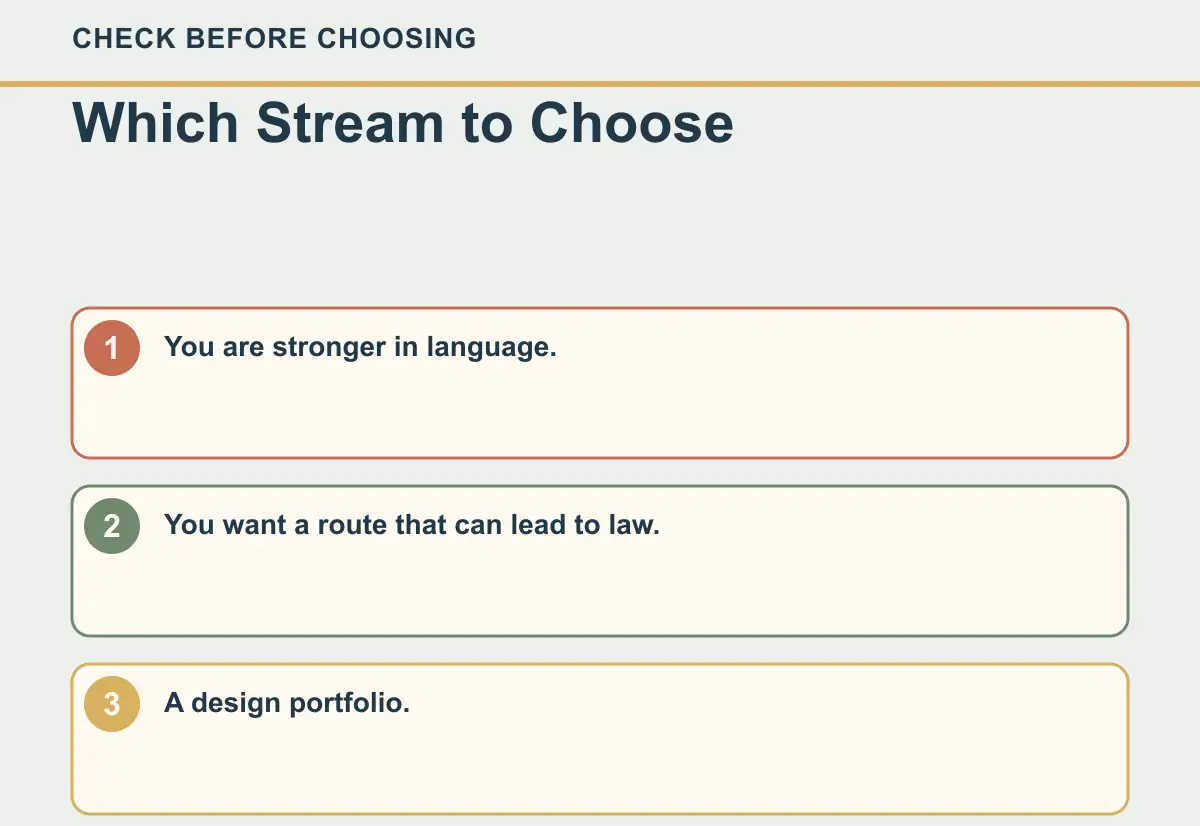 CHECK BEFORE CHOOSING
Which Stream to Choose
1 You are stronger in language.
2 You want a route that can lead to law.
3 A design portfolio.